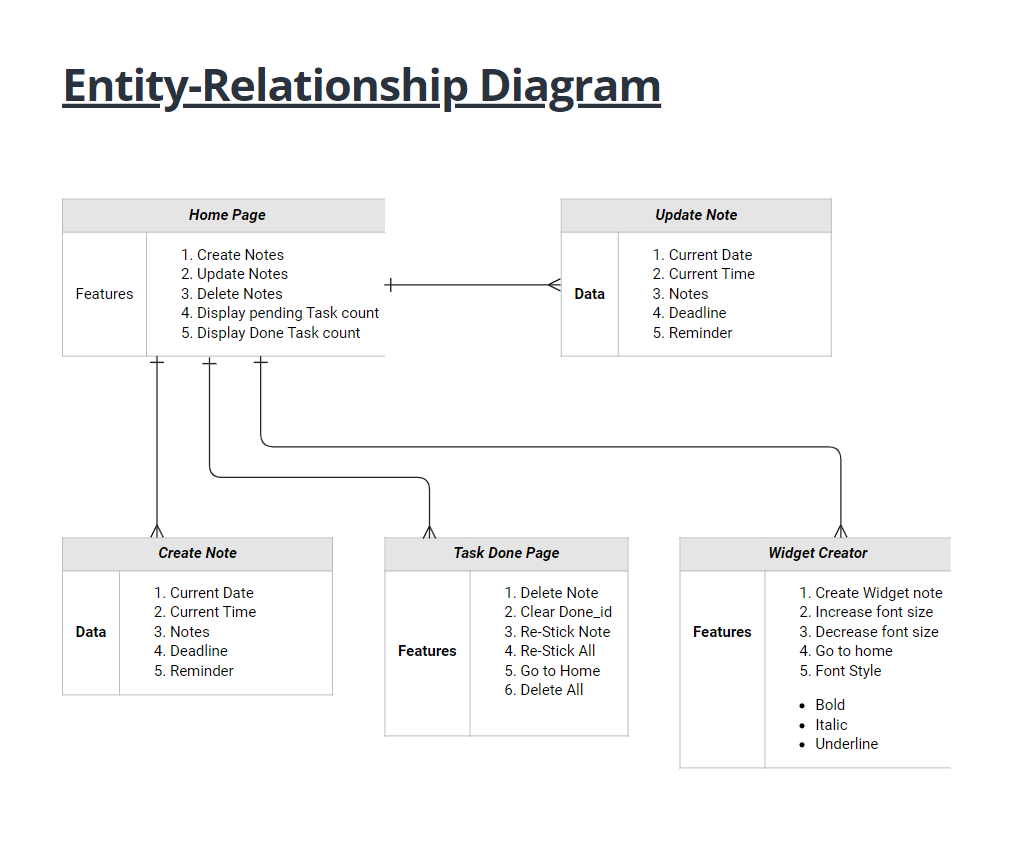 Entity-Relationship Diagram
Home Page
Features
1. Create Notes
2. Update Notes
3. Delete Notes
4. Display pending Task count
5. Display Done Task count
Update Note
Data
1. Current Date
2. Current Time
3. Notes
4. Deadline
5. Reminder
Create Note
Data
1. Current Date
2. Current Time
3. Notes
4. Deadline
5. Reminder
Task Done Page
Features
1. Delete Note
2. Clear Done_id
3. Re-Stick Note
4. Re-Stick All
5. Go to Home
6. Delete All
Widget Creator
Features
1. Create Widget note
2. Increase font size
3. Decrease font size
4. Go to home
5. Font Style
• Bold
• Italic
• Underline